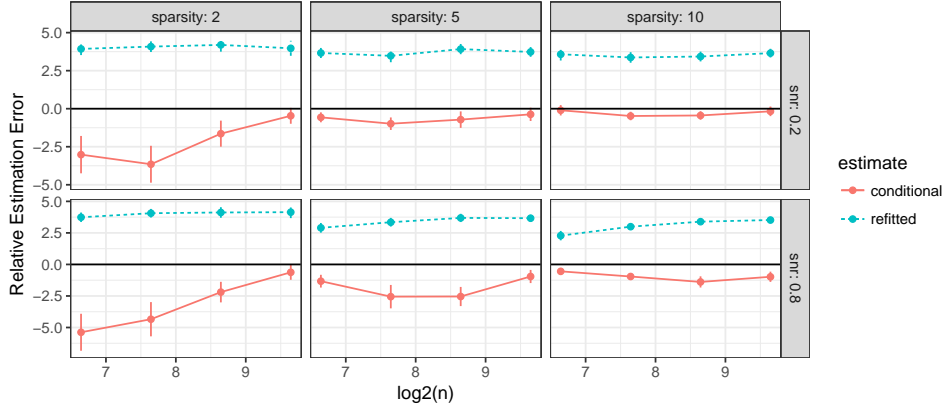 sparsity: 2
sparsity: 5
sparsity: 10
5.0
2.5
0.0
−2.5
−5.0
snr: 0.2
5.0
2.5
0.0
−2.5
−5.0
snr: 0.8
7
8
9
7
8
9
7
8
9
log2(n)
Relative Estimation Error
estimate
conditional
refitted